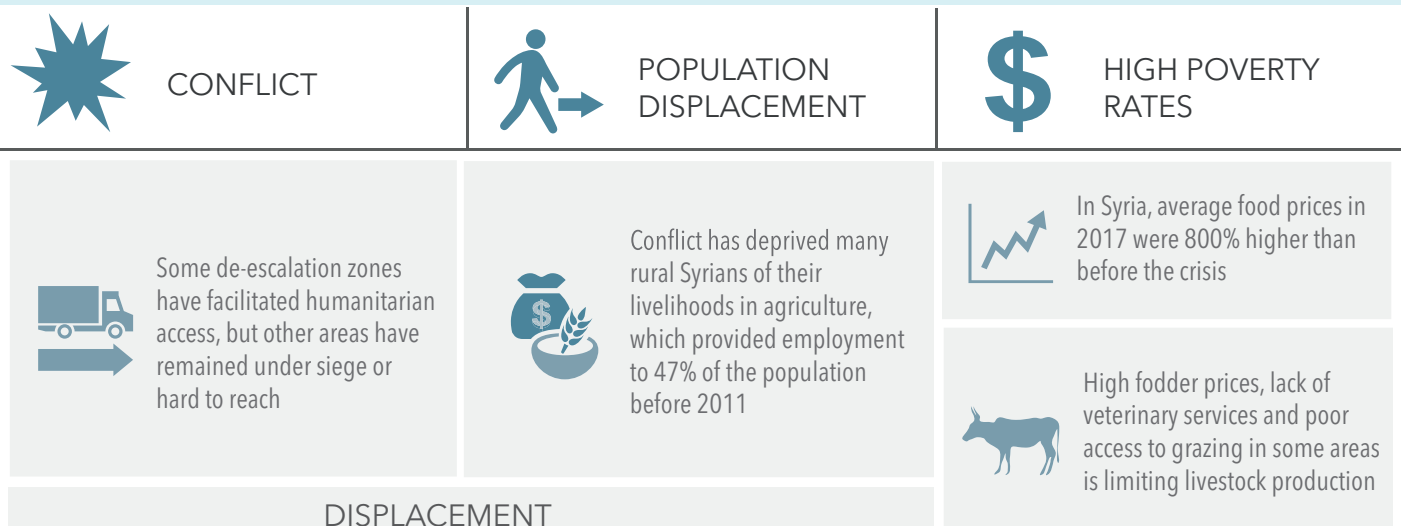 CONFLICT
POPULATION
DISPLACEMENT
$
HIGH POVERTY
RATES
Some de-escalation zones
have facilitated humanitarian
access, but other areas have
remained under siege or
hard to reach
$
Conflict has deprived many
rural Syrians of their
livelihoods in agriculture,
which provided employment
to 47% of the population
before 2011
In Syria, average food prices in
2017 were 800% higher than
before the crisis
High fodder prices, lack of
veterinary services and poor
access to grazing in some areas
is limiting livestock production
DISPLACEMENT